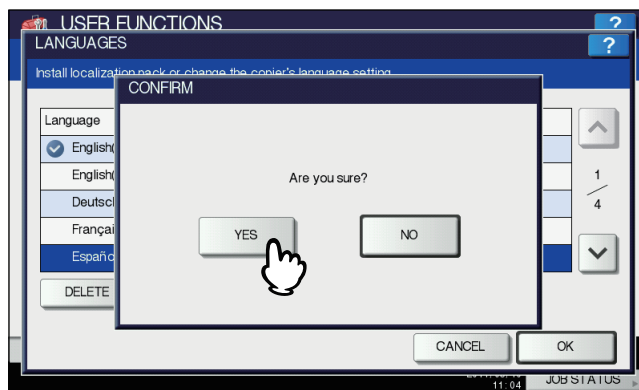 USER FUNCTIONS
?
LANGUAGES
?
Install localization pack or change the copier's language setting
CONFIRM
Language
English(
English(
Deutsch
Françai
Españo
Are you sure?
YES
NO
1
4
DELETE
CANCEL
OK
11:04
JOB STATUS